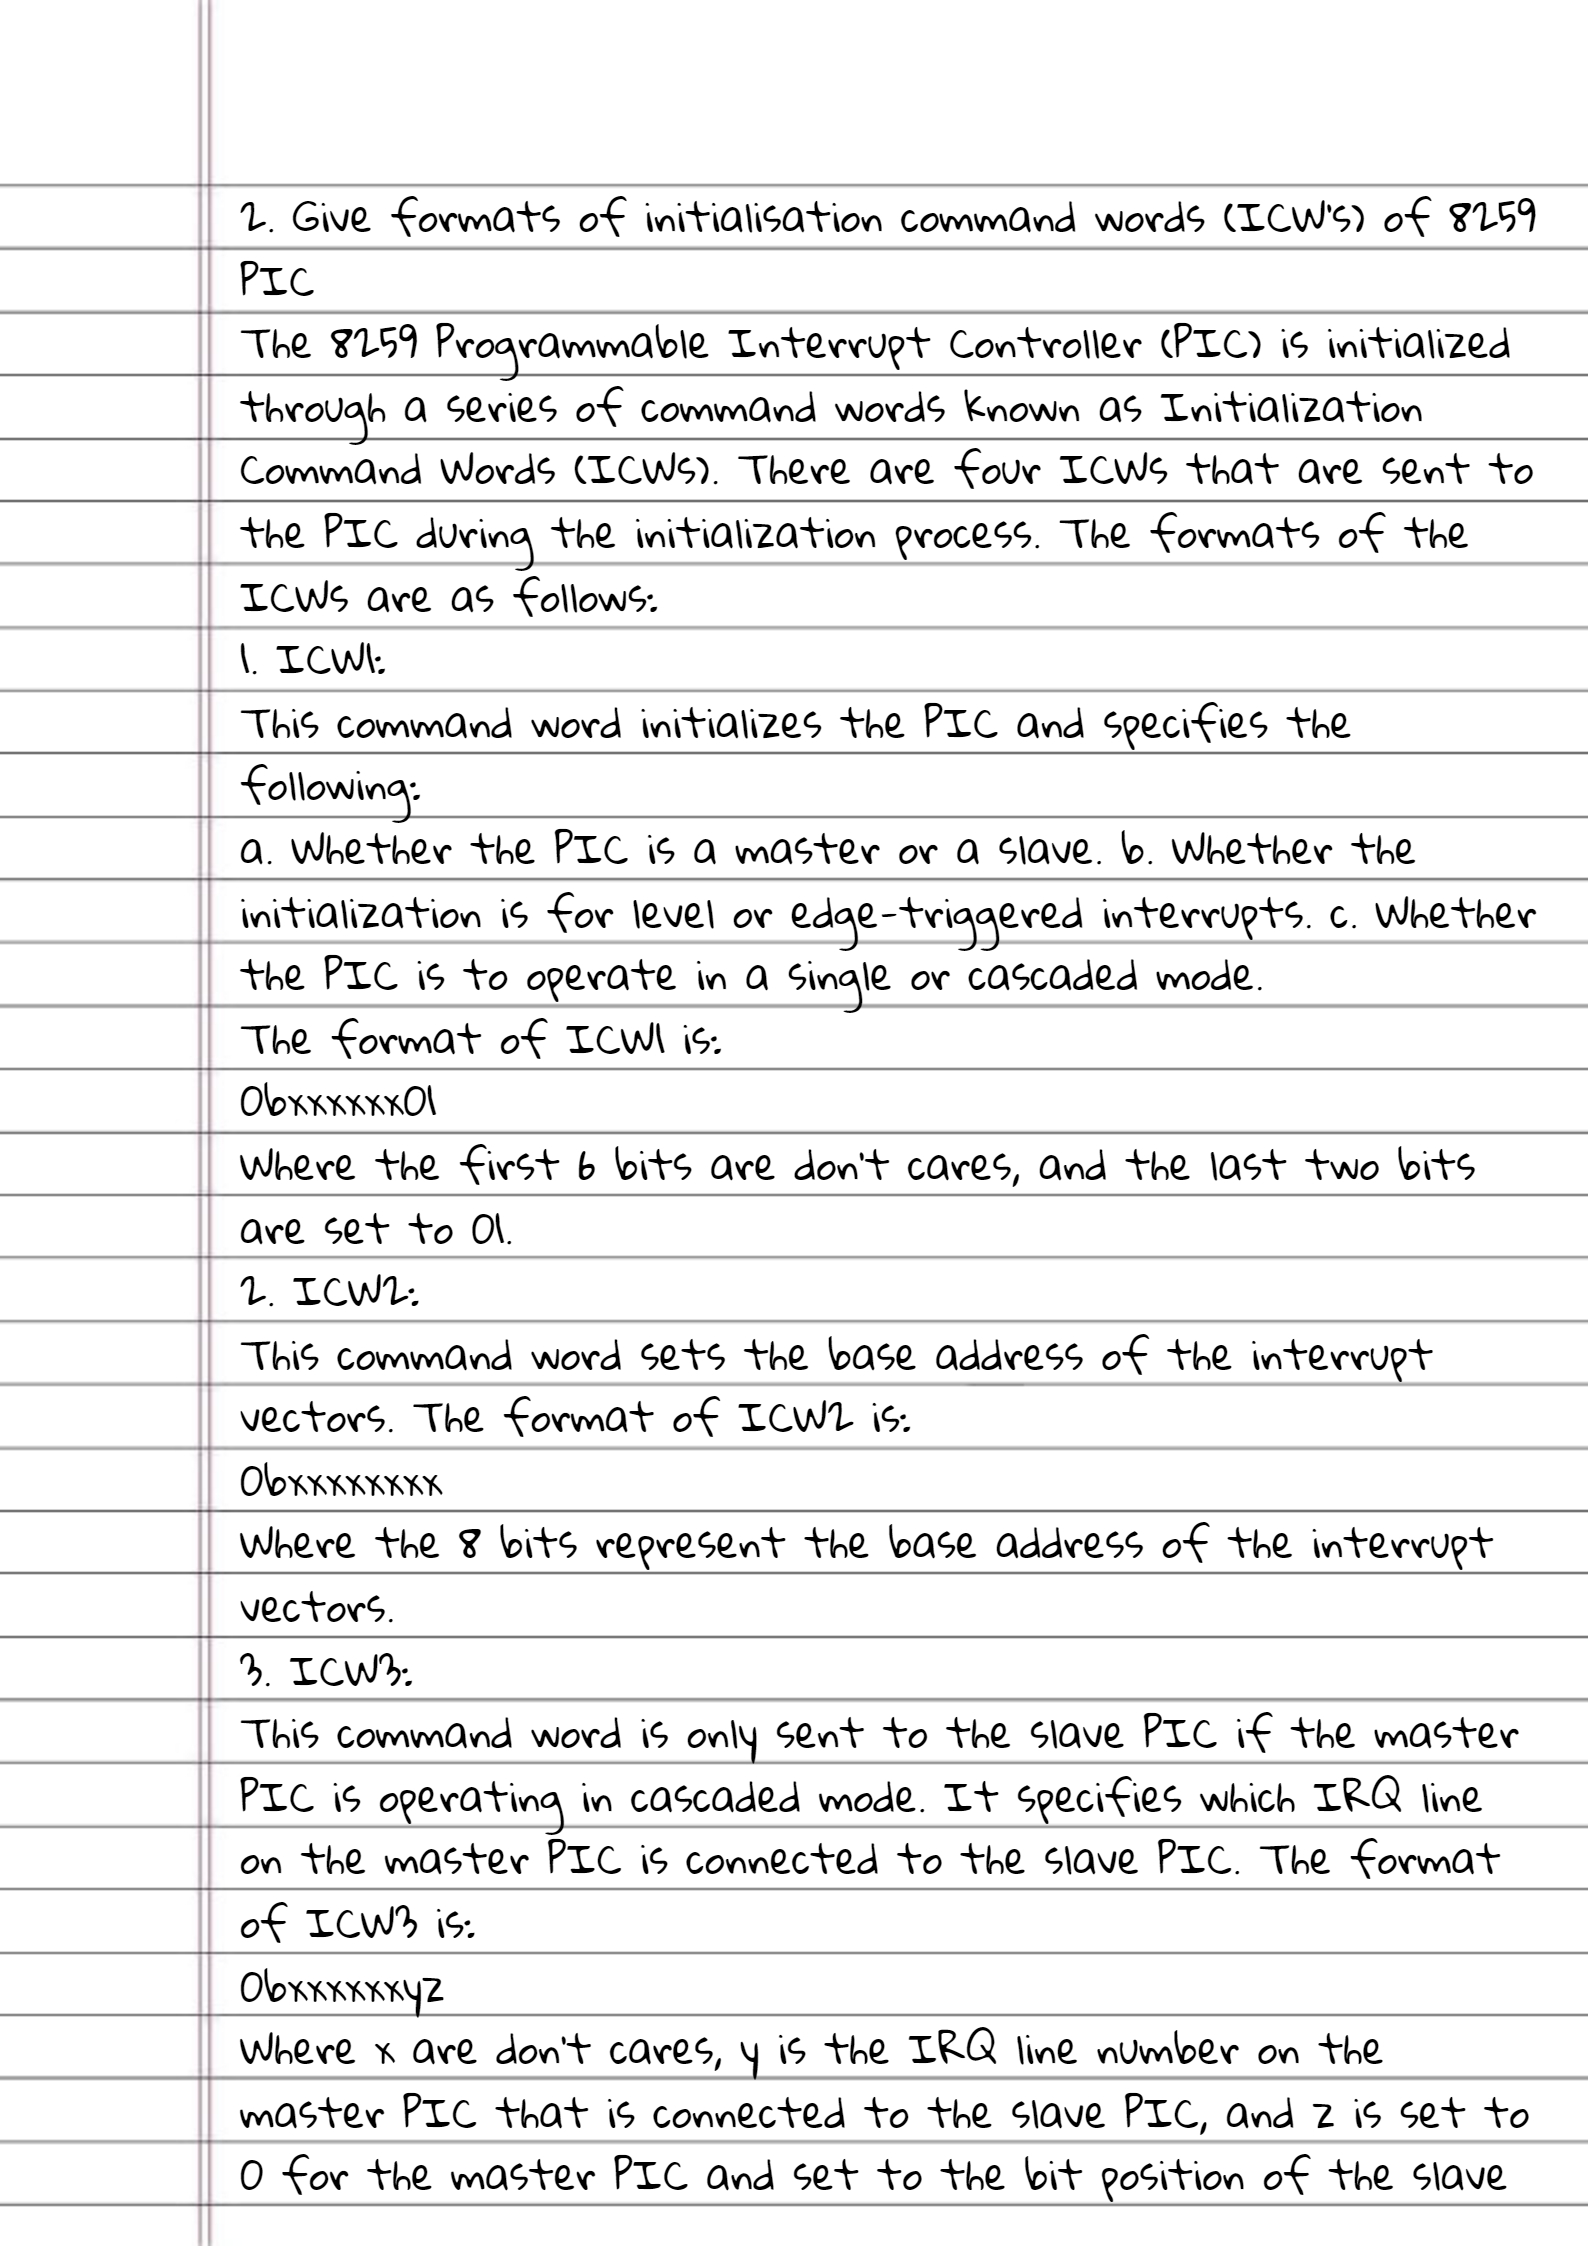 2. Give formats of initialisation command words (ICW's) of 8259
PIC
The 8259 Programmable Interrupt Controller (PIC) is initialized
through a series of command words known as Initialization
Command Words (ICWs). There are four ICWs that are sent to
the PIC during the initialization process. The formats of the
ICWs are as follows:
1. ICW1:
This command word initializes the PIC and specifies the
following:
a. Whether the PIC is a master or a slave. b. Whether the
initialization is for level or edge-triggered interrupts. c. Whether
the PIC is to operate in a single or cascaded mode.
The format of ICW1 is:
0bxxxxxx01
Where the first 6 bits are don't cares, and the last two bits
are set to 01.
2. ICW2:
This command word sets the base address of the interrupt
vectors. The format of ICW2 is:
0bxxxxxxxx
Where the 8 bits represent the base address of the interrupt
vectors.
3. ICW3:
This command word is only sent to the slave PIC if the master
PIC is operating in cascaded mode. It specifies which IRQ line
on the master PIC is connected to the slave PIC. The format
of ICW3 is:
0bxxxxxxyz
Where x are don't cares, y is the IRQ line number on the
master PIC that is connected to the slave PIC, and z is set to
0 for the master PIC and set to the bit position of the slave